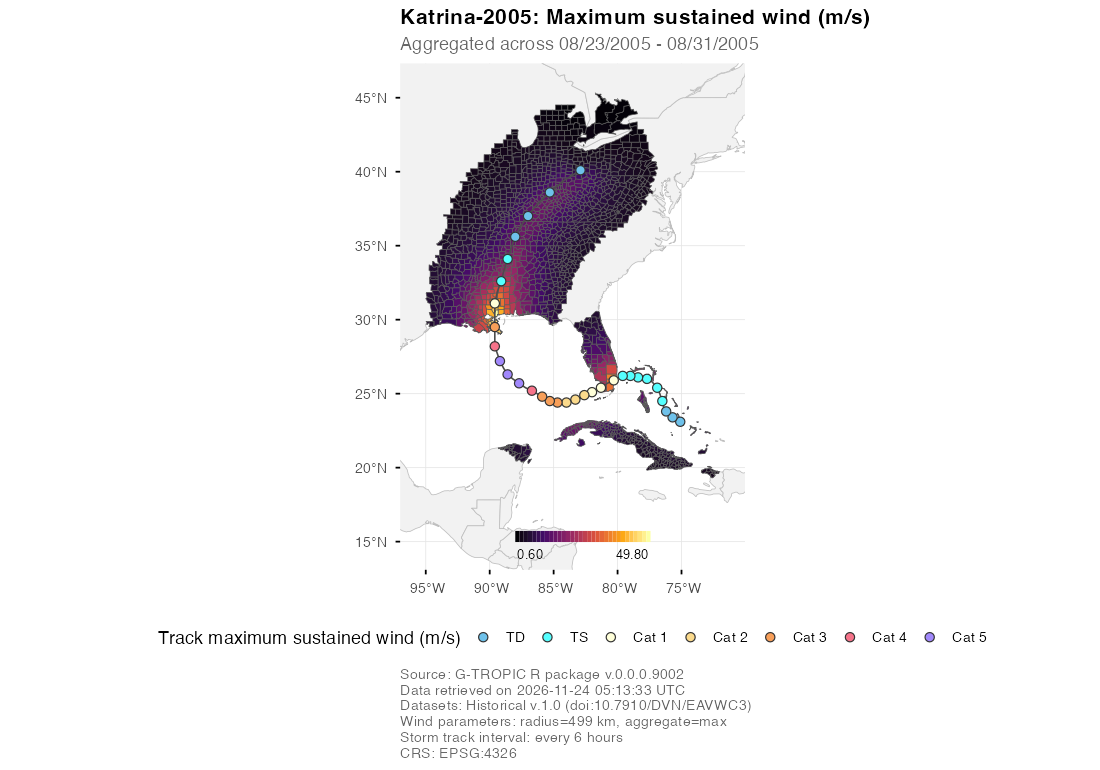 Katrina-2005: Maximum sustained wind (m/s)
Aggregated across 08/23/2005 - 08/31/2005
45°N
40°N
35°N
30°N
25°N
20°N
15°N
0.60 49.80
95°W 90°W 85°W 80°W 75°W
Track maximum sustained wind (m/s) TD TS Cat 1 Cat 2 Cat 3 Cat 4 Cat 5
Source: G-TROPIC R package v.0.0.0.9002
Data retrieved on 2026-11-24 05:13:33 UTC
Datasets: Historical v.1.0 (doi:10.7910/DVN/EAVWC3)
Wind parameters: radius=499 km, aggregate=max
Storm track interval: every 6 hours
CRS: EPSG:4326